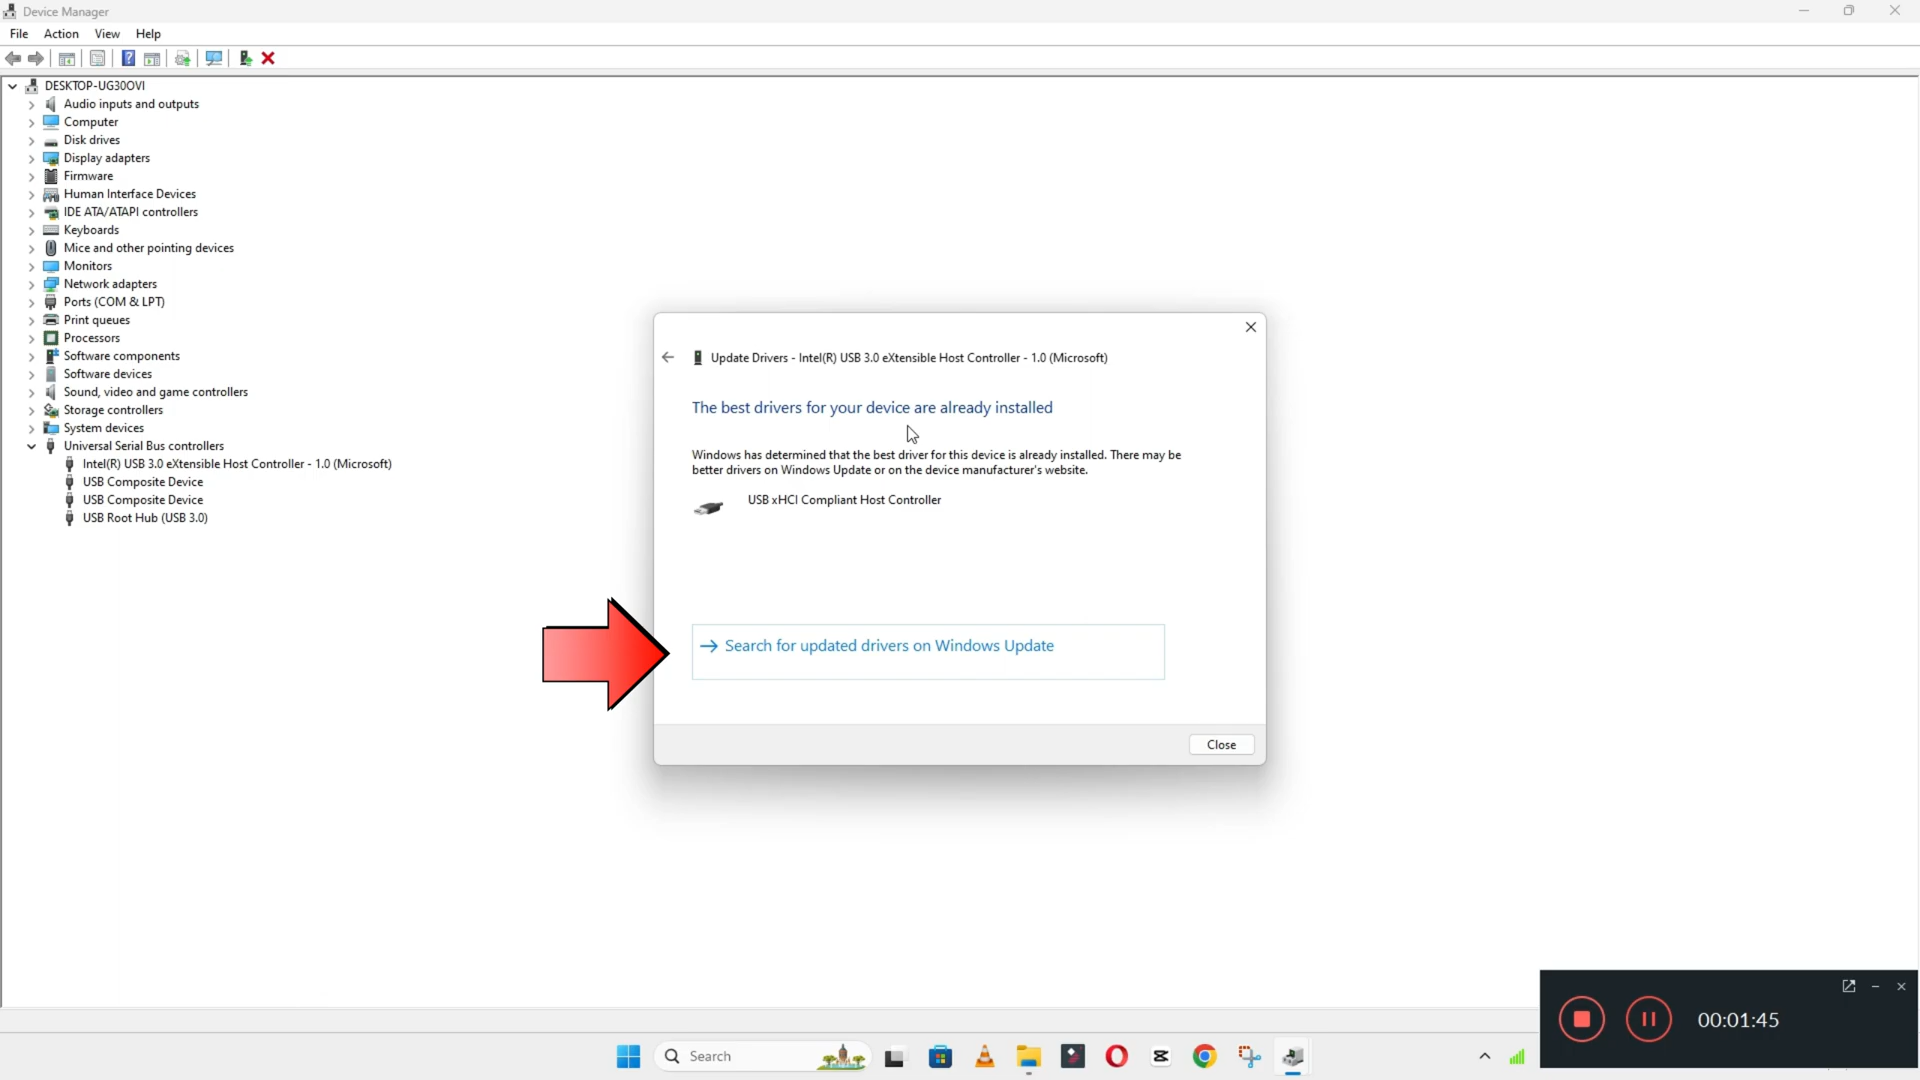 Device Manager
File Action View Help
DESKTOP-UG30OVI
Audio inputs and outputs
Computer
Disk drives
Display adapters
Firmware
Human Interface Devices
IDE ATA/ATAPI controllers
Keyboards
Mice and other pointing devices
Monitors
Network adapters
Ports (COM & LPT)
Print queues
Processors
Software components
Software devices
Sound, video and game controllers
Storage controllers
System devices
Universal Serial Bus controllers
Intel(R) USB 3.0 eXtensible Host Controller - 1.0 (Microsoft)
USB Composite Device
USB Composite Device
USB Root Hub (USB 3.0)
Update Drivers - Intel(R) USB 3.0 eXtensible Host Controller - 1.0 (Microsoft)
The best drivers for your device are already installed
Windows has determined that the best driver for this device is already installed. There may be
better drivers on Windows Update or on the device manufacturer's website.
USB xHCI Compliant Host Controller
Search for updated drivers on Windows Update
Close
00:01:45
Search